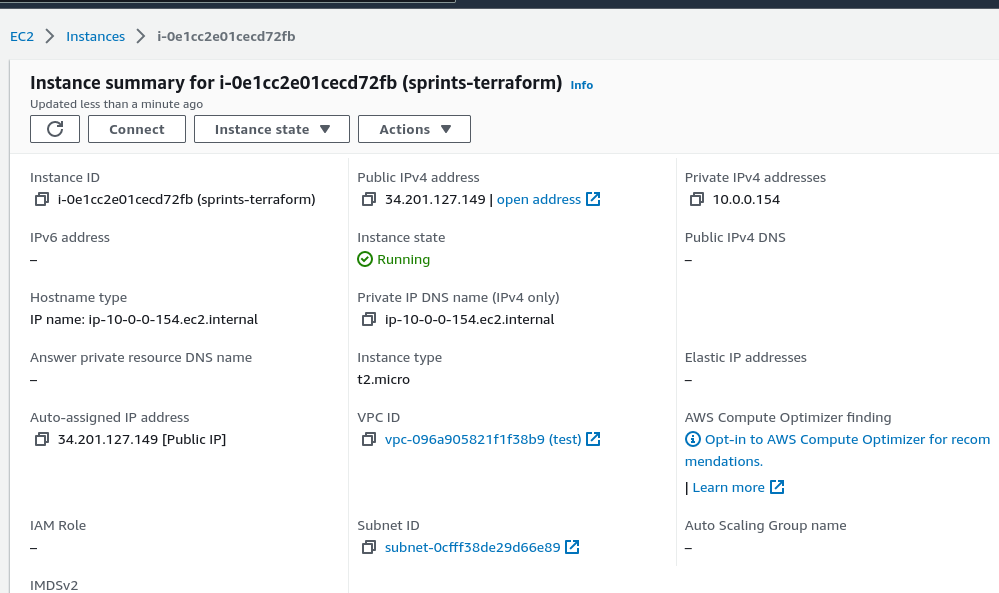 EC2 > Instances > i-0e1cc2e01cecd72fb
Instance summary for i-0e1cc2e01cecd72fb (sprints-terraform) Info
Updated less than a minute ago
Connect Instance state Actions
Instance ID
i-0e1cc2e01cecd72fb (sprints-terraform)
Public IPv4 address
34.201.127.149 | open address
Private IPv4 addresses
10.0.0.154
IPv6 address
–
Instance state
Running
Public IPv4 DNS
–
Hostname type
IP name: ip-10-0-0-154.ec2.internal
Private IP DNS name (IPv4 only)
ip-10-0-0-154.ec2.internal
Answer private resource DNS name
–
Instance type
t2.micro
Elastic IP addresses
–
Auto-assigned IP address
34.201.127.149 [Public IP]
VPC ID
vpc-096a905821f1f38b9 (test)
AWS Compute Optimizer finding
Opt-in to AWS Compute Optimizer for recom
mendations.
| Learn more
IAM Role
–
Subnet ID
subnet-0cfff38de29d66e89
Auto Scaling Group name
–
IMDSv2